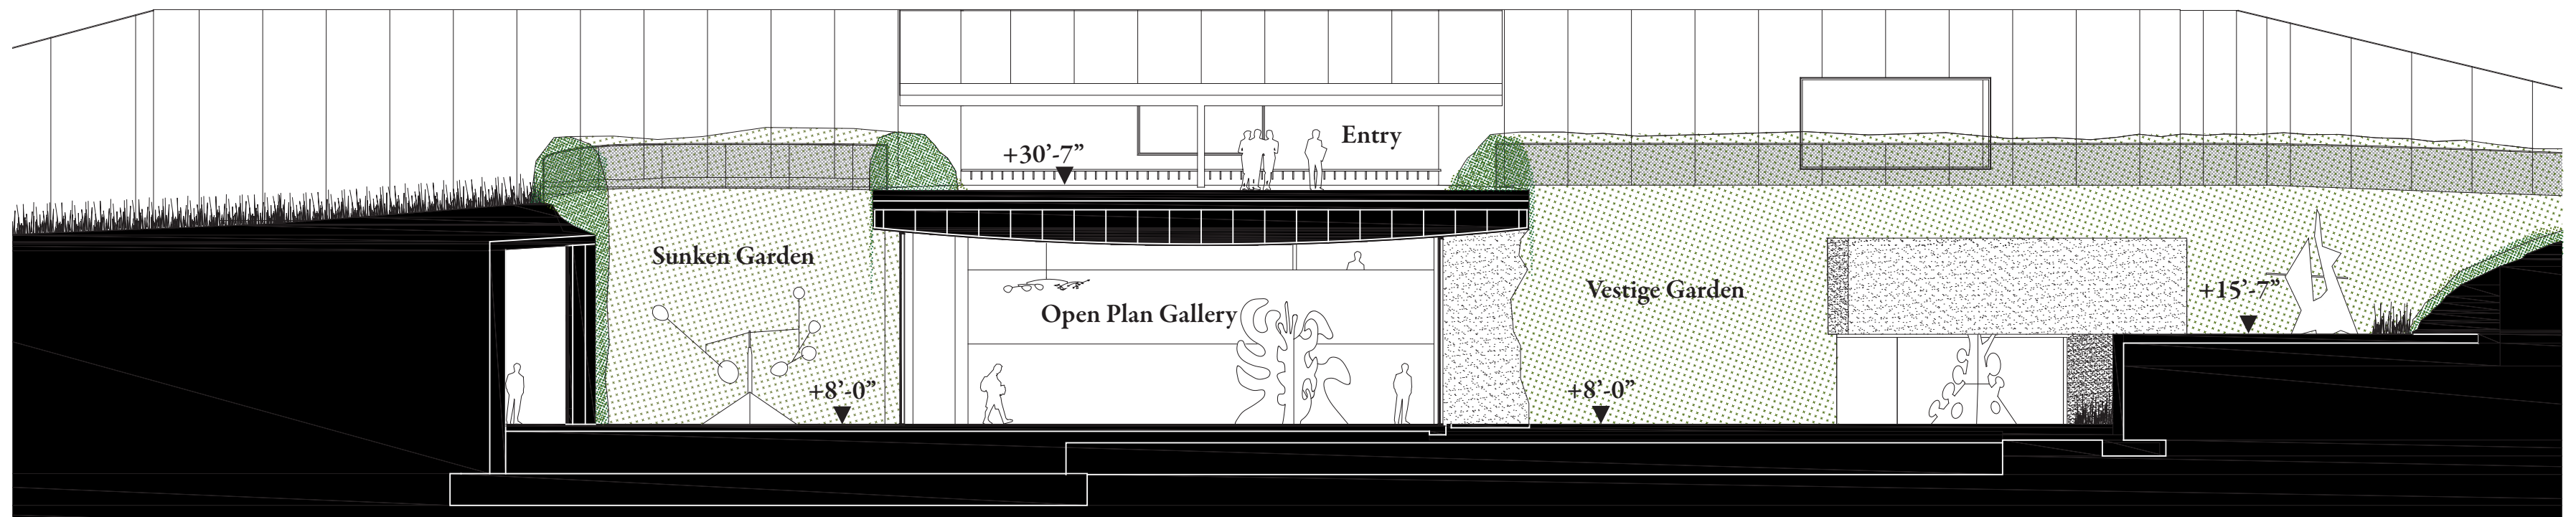 Entry
+30’-7”
Sunken Garden
Vestige Garden
+15’-7”
Open Plan Gallery
+8’-0”
+8’-0”